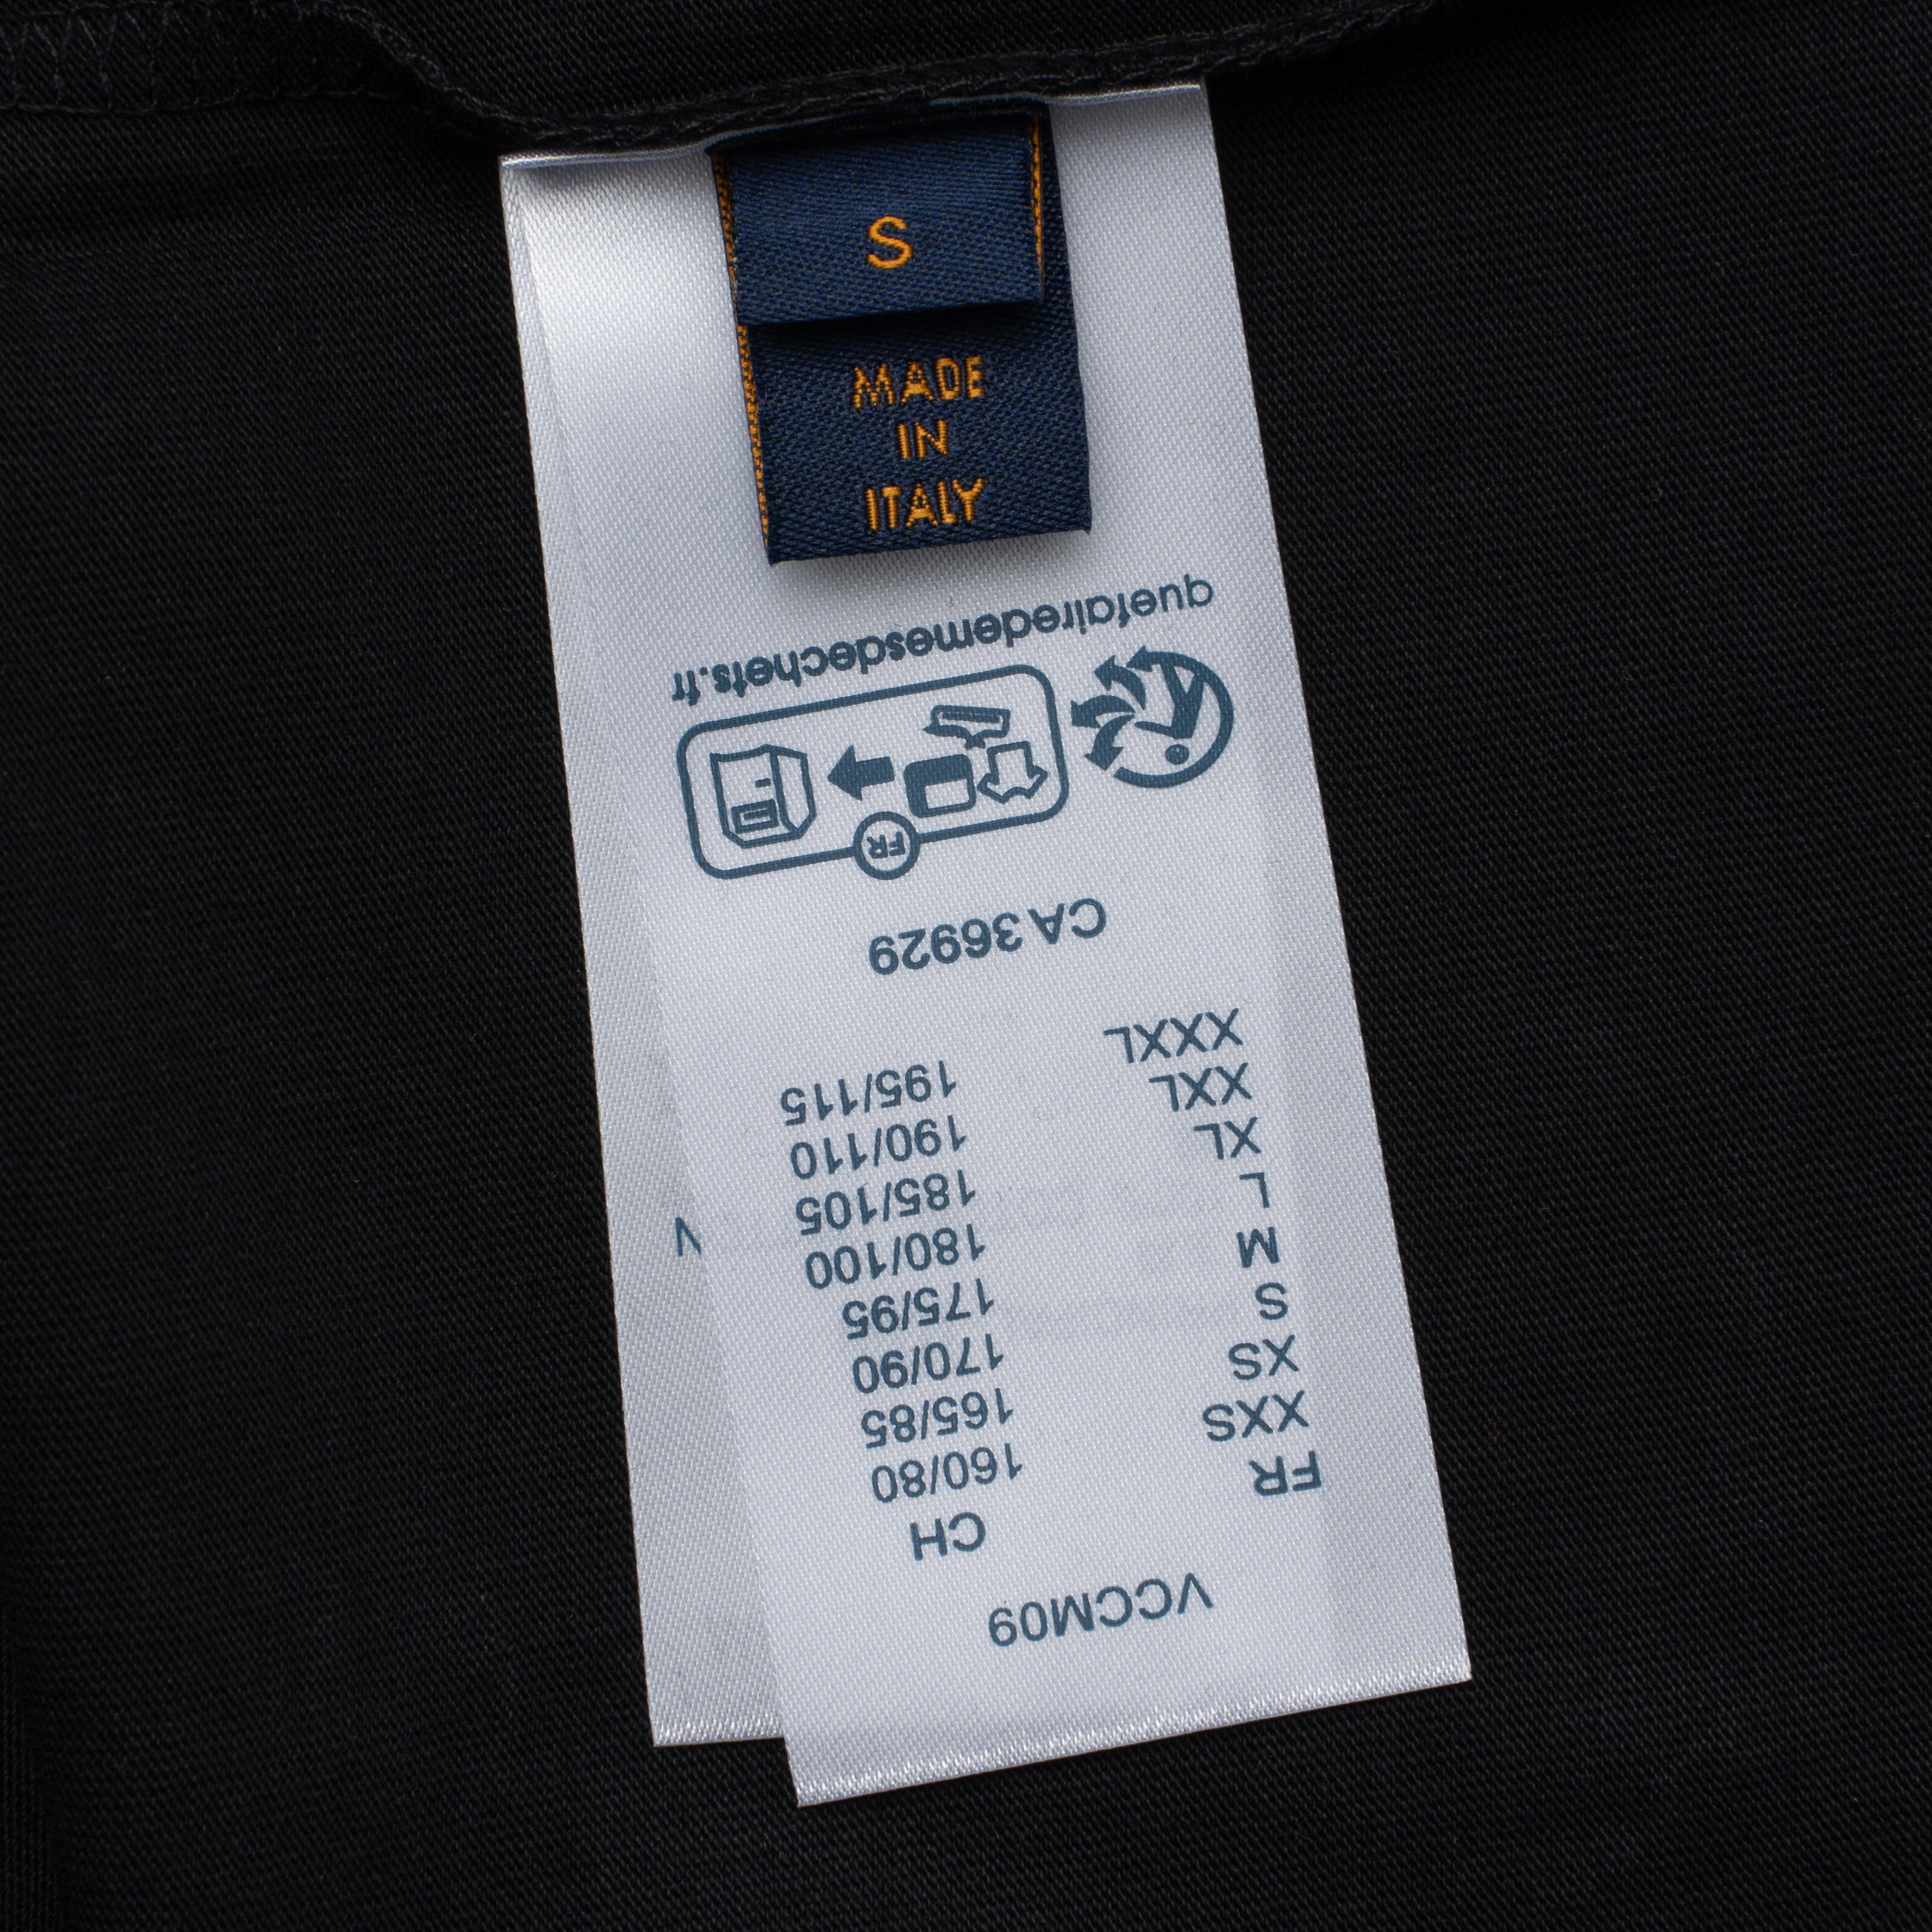 S
MADE
IN
ITALY
VCCM09
FR CH
XXS 160/80
XS 165/85
S 170/90
M 175/95
L 180/100
XL 185/105
XXL 190/110
XXXL 195/115
CA 36929
FR
quefairedemesdechets.fr